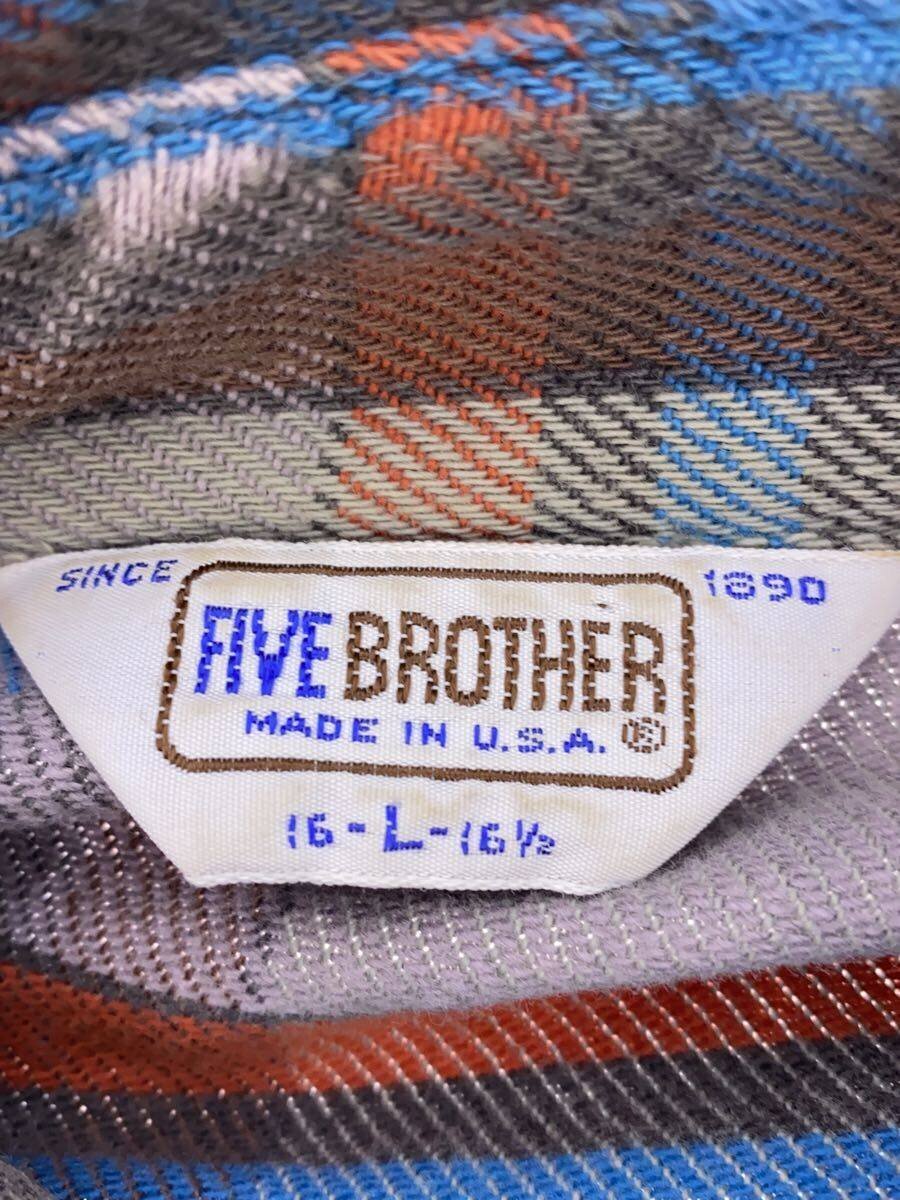 SINCE 1890
FIVE BROTHER
MADE IN U.S.A. ®
16-L-16½